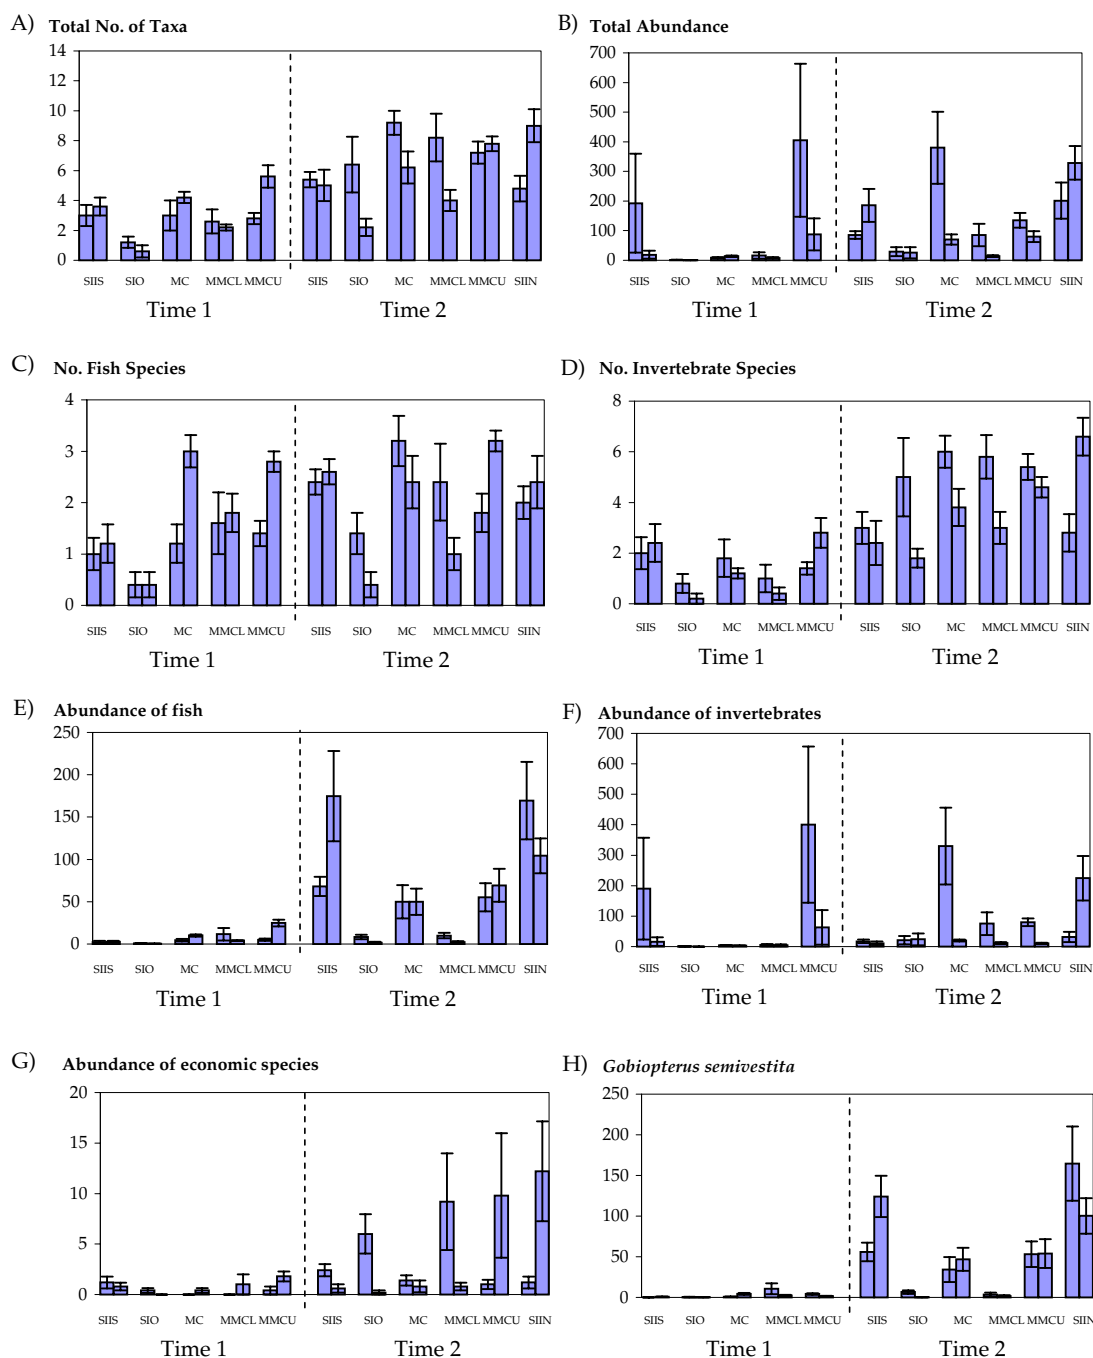 A) Total No. of Taxa
14
12
10
8
6
4
2
0
SIIS SIO MC MMCL MMCU SIIS SIO MC MMCL MMCU SIIN
Time 1 Time 2
B) Total Abundance
700
600
500
400
300
200
100
0
SIIS SIO MC MMCL MMCU SIIS SIO MC MMCL MMCU SIIN
Time 1 Time 2
C) No. Fish Species
4
3
2
1
0
SIIS SIO MC MMCL MMCU SIIS SIO MC MMCL MMCU SIIN
Time 1 Time 2
D) No. Invertebrate Species
8
6
4
2
0
SIIS SIO MC MMCL MMCU SIIS SIO MC MMCL MMCU SIIN
Time 1 Time 2
E) Abundance of fish
250
200
150
100
50
0
SIIS SIO MC MMCL MMCU SIIS SIO MC MMCL MMCU SIIN
Time 1 Time 2
F) Abundance of invertebrates
700
600
500
400
300
200
100
0
SIIS SIO MC MMCL MMCU SIIS SIO MC MMCL MMCU SIIN
Time 1 Time 2
G) Abundance of economic species
20
15
10
5
0
SIIS SIO MC MMCL MMCU SIIS SIO MC MMCL MMCU SIIN
Time 1 Time 2
H) Gobiopterus semivestita
250
200
150
100
50
0
SIIS SIO MC MMCL MMCU SIIS SIO MC MMCL MMCU SIIN
Time 1 Time 2